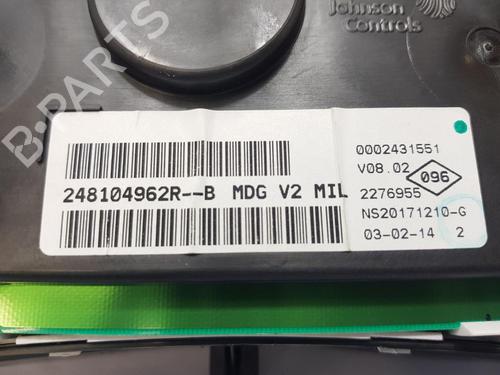 Johnson
Controls
B-PARTS
0002431551
V08.02
096
248104962R--B MDG V2 MIL
2276955
NS20171210-G
03-02-14 2